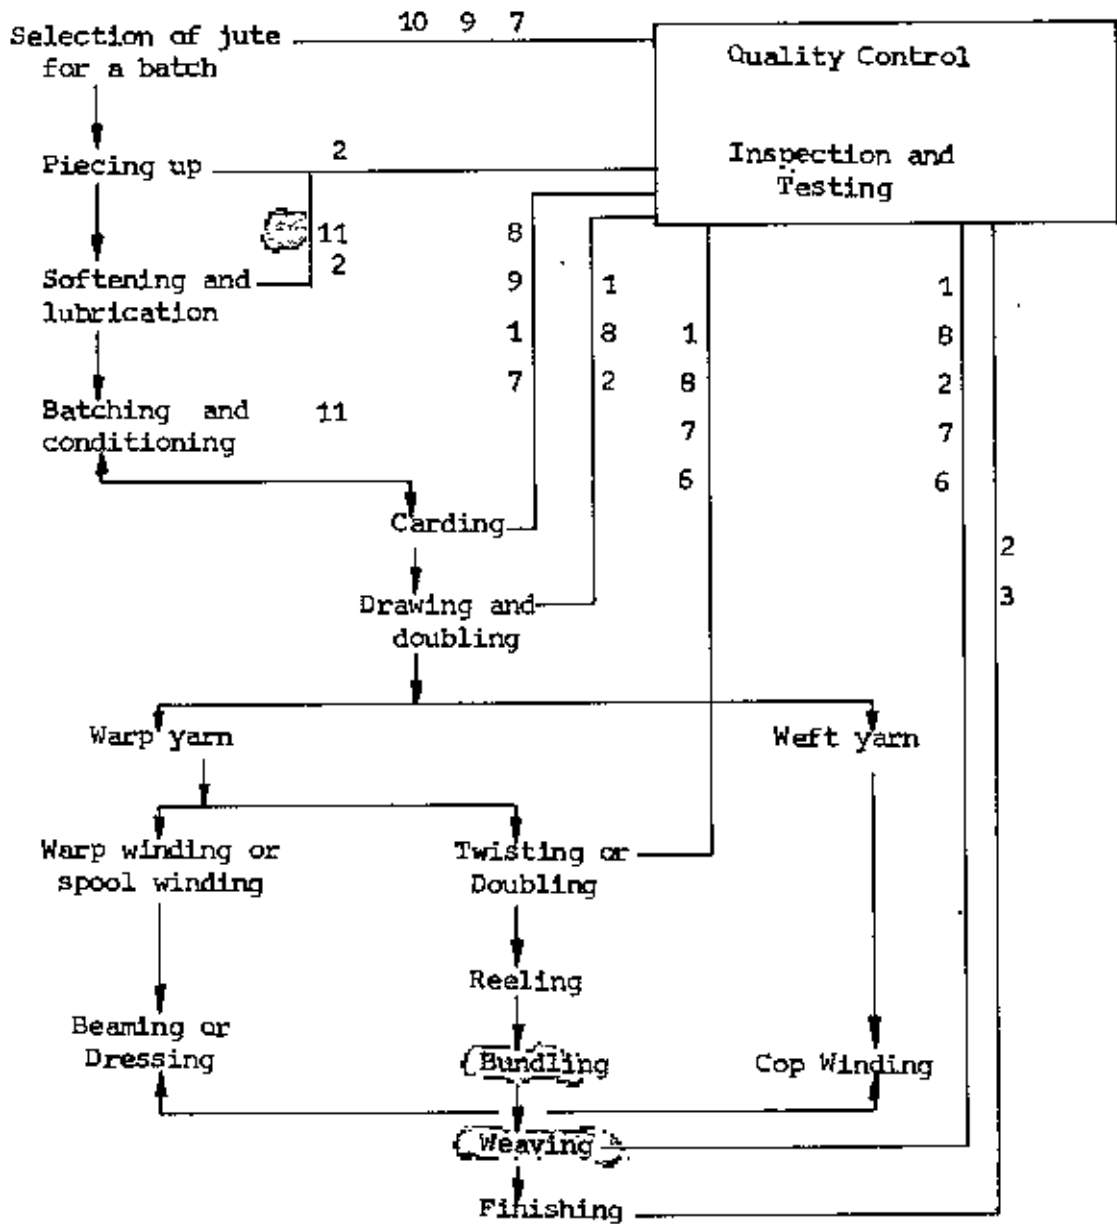 10 9 7
Selection of jute
for a batch
Quality Control
Piecing up
2
Inspection and
Testing
11
2
Softening and
lubrication
8
9
1
7
1
8
2
1
8
7
6
1
8
2
7
6
Batching and
conditioning
11
Carding
2
3
Drawing and
doubling
Warp yarn
Weft yarn
Warp winding or
spool winding
Twisting or
Doubling
Reeling
Beaming or
Dressing
Bundling
Cop Winding
Weaving
Finishing